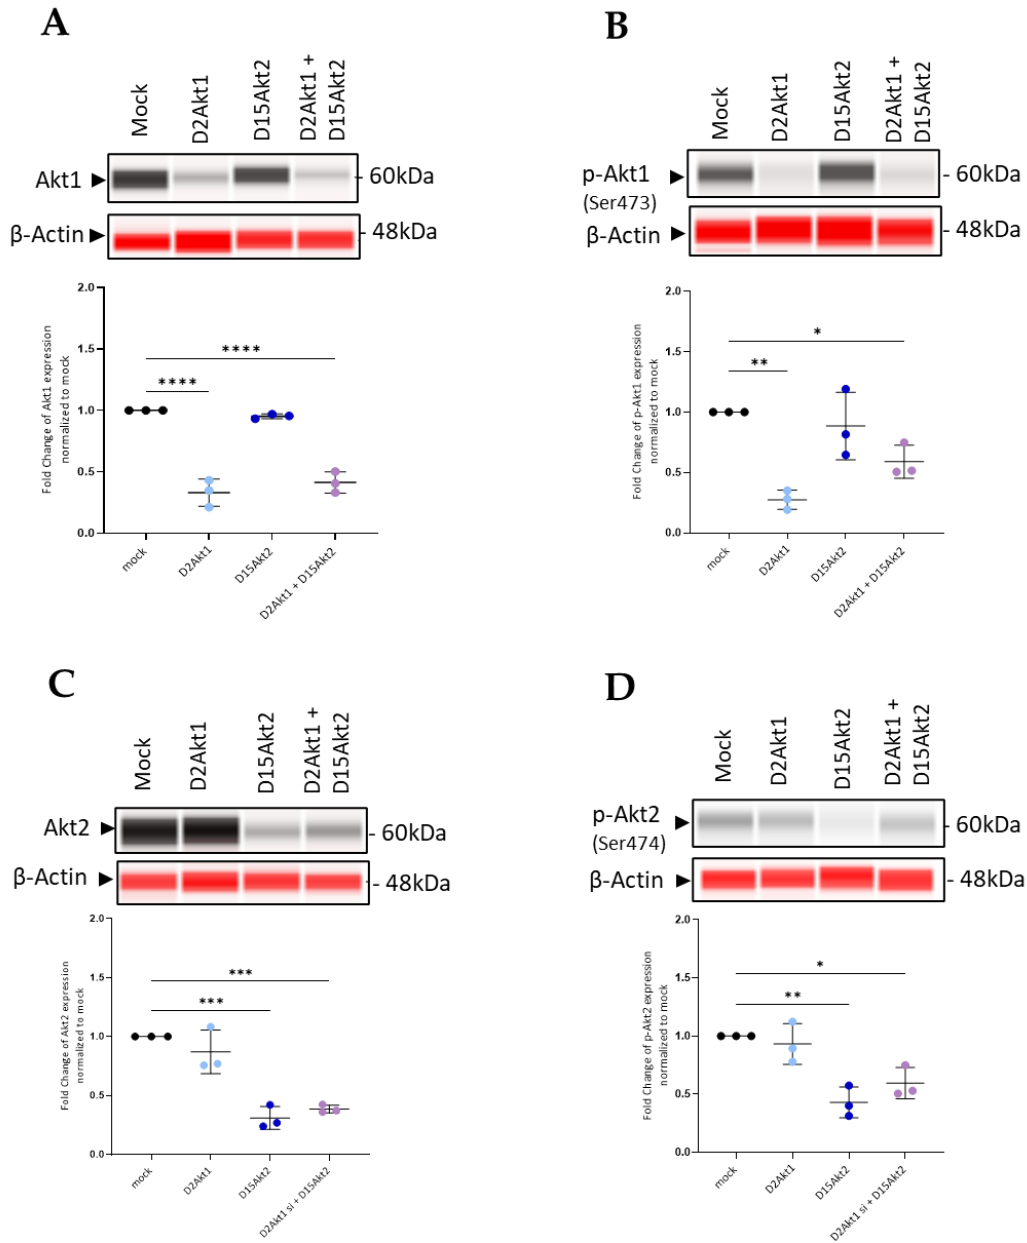 A
Mock
D2Akt1
D15Akt2
D2Akt1 +
D15Akt2
Akt1
- 60kDa
β-Actin
- 48kDa
Fold Change of Akt1 expression
normalized to mock
2.0
1.5
1.0
0.5
0.0
****
****
mock
D2Akt1
D15Akt2
D2Akt1 + D15Akt2
B
Mock
D2Akt1
D15Akt2
D2Akt1 +
D15Akt2
p-Akt1
(Ser473)
- 60kDa
β-Actin
- 48kDa
Fold Change of p-Akt1 expression
normalized to mock
2.0
1.5
1.0
0.5
0.0
*
**
mock
D2Akt1
D15Akt2
D2Akt1 + D15Akt2
C
Mock
D2Akt1
D15Akt2
D2Akt1 +
D15Akt2
Akt2
- 60kDa
β-Actin
- 48kDa
Fold Change of Akt2 expression
normalized to mock
2.0
1.5
1.0
0.5
0.0
***
***
mock
D2Akt1
D15Akt2
D2Akt1 si + D15Akt2
D
Mock
D2Akt1
D15Akt2
D2Akt1 +
D15Akt2
p-Akt2
(Ser474)
- 60kDa
β-Actin
- 48kDa
Fold Change of p-Akt2 expression
normalized to mock
2.0
1.5
1.0
0.5
0.0
*
**
mock
D2Akt1
D15Akt2
D2Akt1 si + D15Akt2